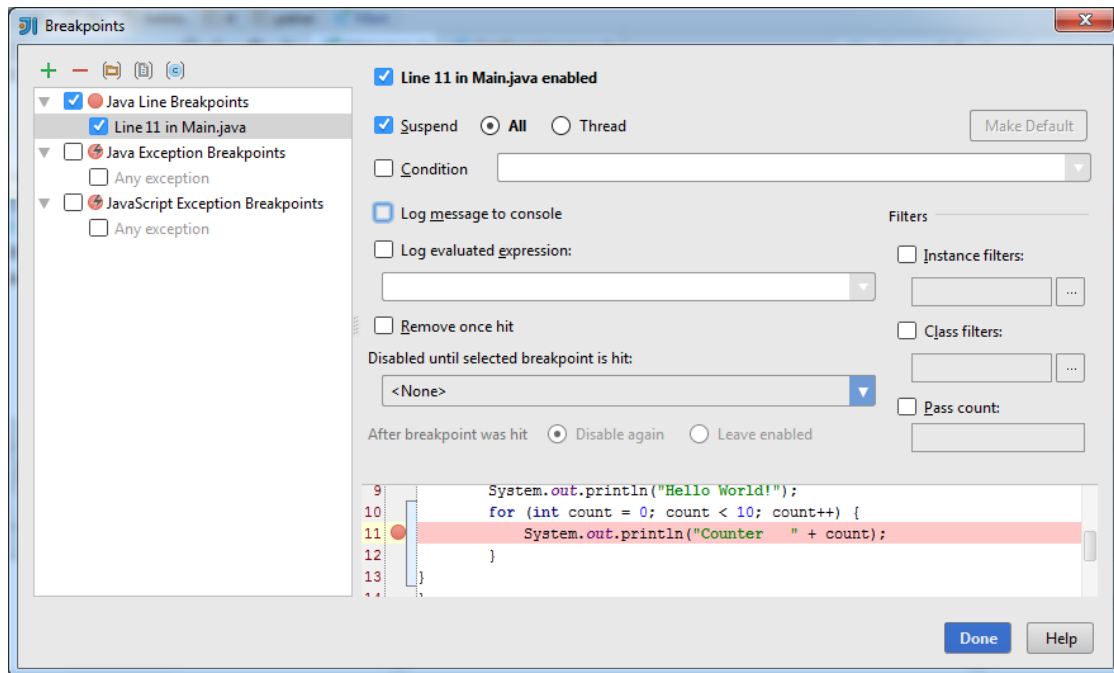 Breakpoints
Java Line Breakpoints
Line 11 in Main.java
Java Exception Breakpoints
Any exception
JavaScript Exception Breakpoints
Any exception
Line 11 in Main.java enabled
Suspend All Thread Make Default
Condition
Log message to console
Filters
Log evaluated expression:
Instance filters:
...
Remove once hit
Class filters:
...
Disabled until selected breakpoint is hit:
<None>
Pass count:
After breakpoint was hit Disable again Leave enabled
9 System.out.println("Hello World!");
10 for (int count = 0; count < 10; count++) {
11 System.out.println("Counter   " + count);
12 }
13 }
14 }
Done Help